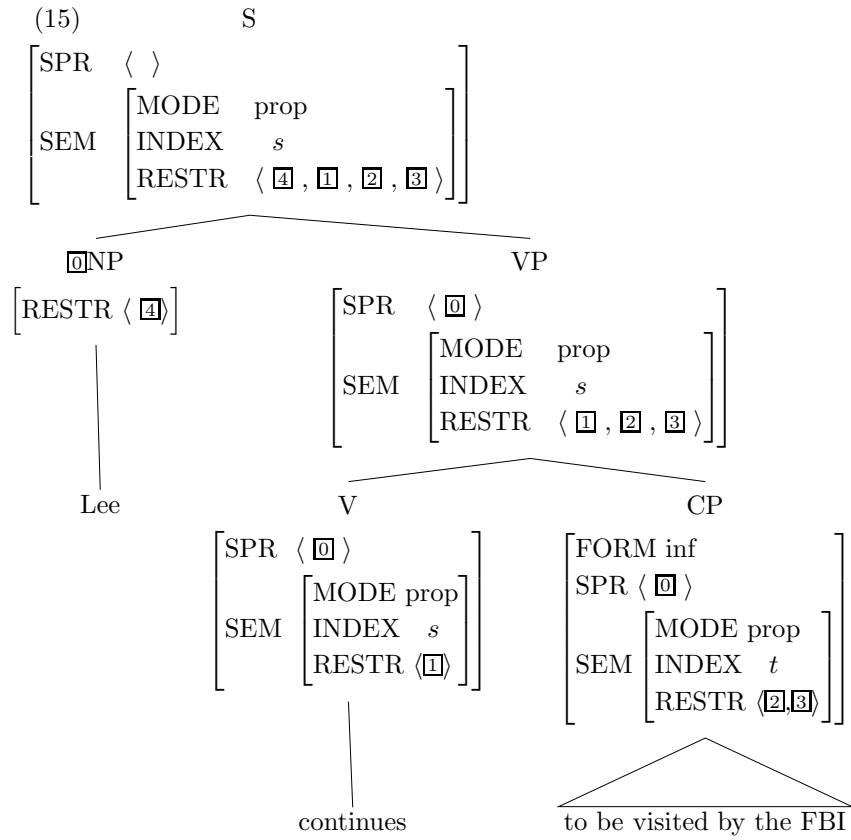 (15) S
SPR ⟨ ⟩
MODE prop
SEM INDEX s
RESTR ⟨ 4 , 1 , 2 , 3 ⟩
0NP VP
RESTR ⟨ 4⟩ SPR ⟨ 0 ⟩
MODE prop
SEM INDEX s
RESTR ⟨ 1 , 2 , 3 ⟩
Lee V CP
SPR ⟨ 0 ⟩ FORM inf
MODE prop SPR ⟨ 0 ⟩
SEM INDEX s MODE prop
RESTR ⟨1⟩ SEM INDEX t
RESTR ⟨2,3⟩
continues to be visited by the FBI